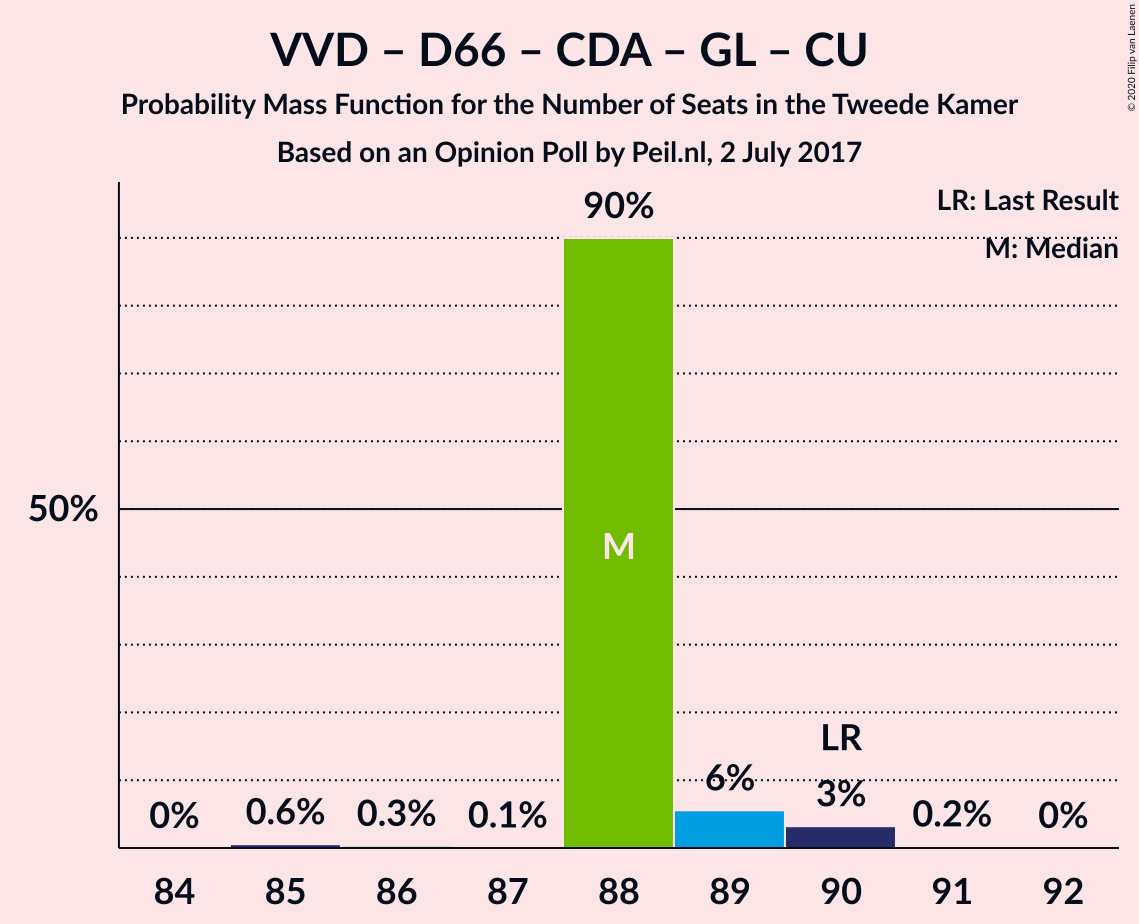 VVD – D66 – CDA – GL – CU
Probability Mass Function for the Number of Seats in the Tweede Kamer
Based on an Opinion Poll by Peil.nl, 2 July 2017
© 2020 Filip van Laenen
LR: Last Result
M: Median
90%
50%
M
LR
0%
0.6%
0.3%
0.1%
6%
3%
0.2%
0%
84 85 86 87 88 89 90 91 92